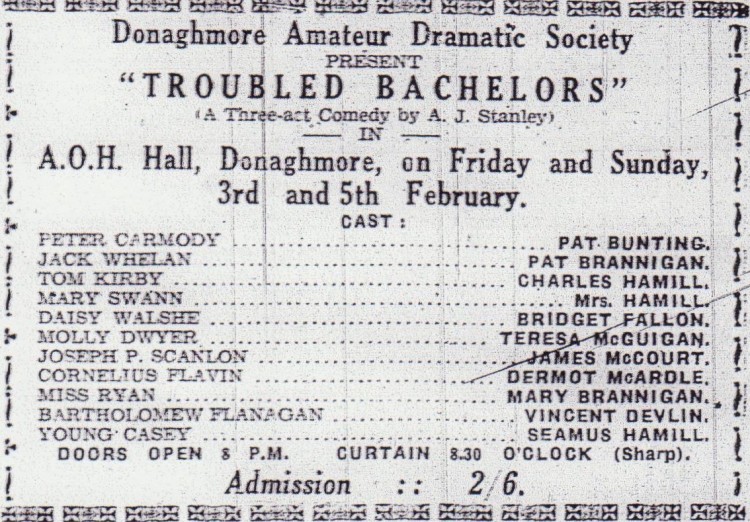 Donaghmore Amateur Dramatic Society
PRESENT
"TROUBLED BACHELORS"
(A Three-act Comedy by A. J. Stanley)
IN
A.O.H. Hall, Donaghmore, on Friday and Sunday,
3rd and 5th February.
CAST :
PETER CARMODY ........ PAT BUNTING.
JACK WHELAN ........ PAT BRANNIGAN.
TOM KIRBY ........ CHARLES HAMILL.
MARY SWANN ........ Mrs. HAMILL.
DAISY WALSHE ........ BRIDGET FALLON.
MOLLY DWYER ........ TERESA McGUIGAN.
JOSEPH P. SCANLON ........ JAMES McCOURT.
CORNELIUS FLAVIN ........ DERMOT McARDLE.
MISS RYAN ........ MARY BRANNIGAN.
BARTHOLOMEW FLANAGAN ........ VINCENT DEVLIN.
YOUNG CASEY ........ SEAMUS HAMILL.
DOORS OPEN 8 P.M. CURTAIN 8.30 O'CLOCK (Sharp).
Admission :: 2/6.